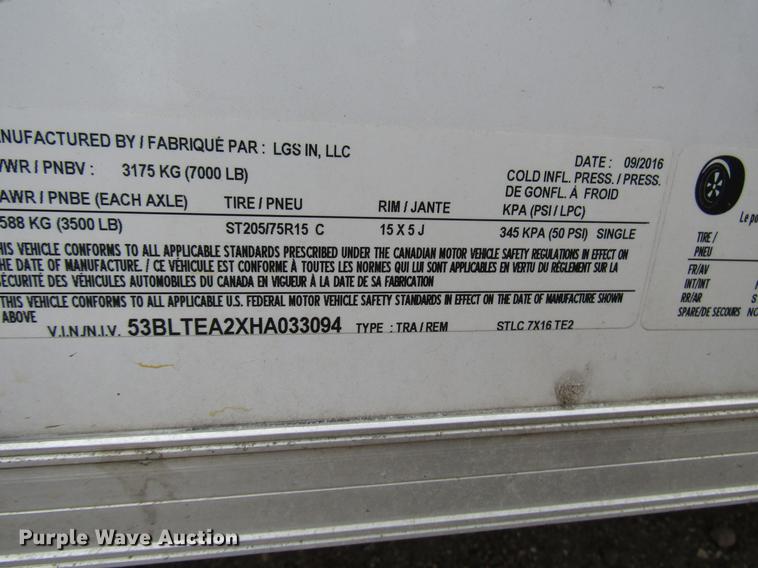 ANUFACTURED BY / FABRIQUÉ PAR : LGS IN, LLC
VWR / PNBV : 3175 KG (7000 LB)
DATE : 09/2016
COLD INFL. PRESS. / PRESS.
DE GONFL. À FROID
AWR / PNBE (EACH AXLE) TIRE / PNEU RIM / JANTE KPA (PSI / LPC)
588 KG (3500 LB) ST205/75R15 C 15 X 5 J 345 KPA (50 PSI) SINGLE
HIS VEHICLE CONFORMS TO ALL APPLICABLE STANDARDS PRESCRIBED UNDER THE CANADIAN MOTOR VEHICLE SAFETY REGULATIONS IN EFFECT ON
THE DATE OF MANUFACTURE. / CE VÉHICULE EST CONFORME À TOUTES LES NORMES QUI LUI SONT APPLICABLES EN VERTU DU RÈGLEMENT SUR LA
SÉCURITÉ DES VÉHICULES AUTOMOBILES DU CANADA EN VIGUEUR À LA DATE DE SA FABRICATION
THIS VEHICLE CONFORMS TO ALL APPLICABLE U.S. FEDERAL MOTOR VEHICLE SAFETY STANDARDS IN EFFECT ON THE DATE OF MANUFACTURE SHOWN
ABOVE
V.I.N./N.I.V. 53BLTEA2XHA033094 TYPE : TRA / REM STLC 7X16 TE2
Le po
TIRE /
PNEU
FR/AV
INT/INT
RR/AR S
SPARE/DE SECOURS NO
Purple Wave Auction